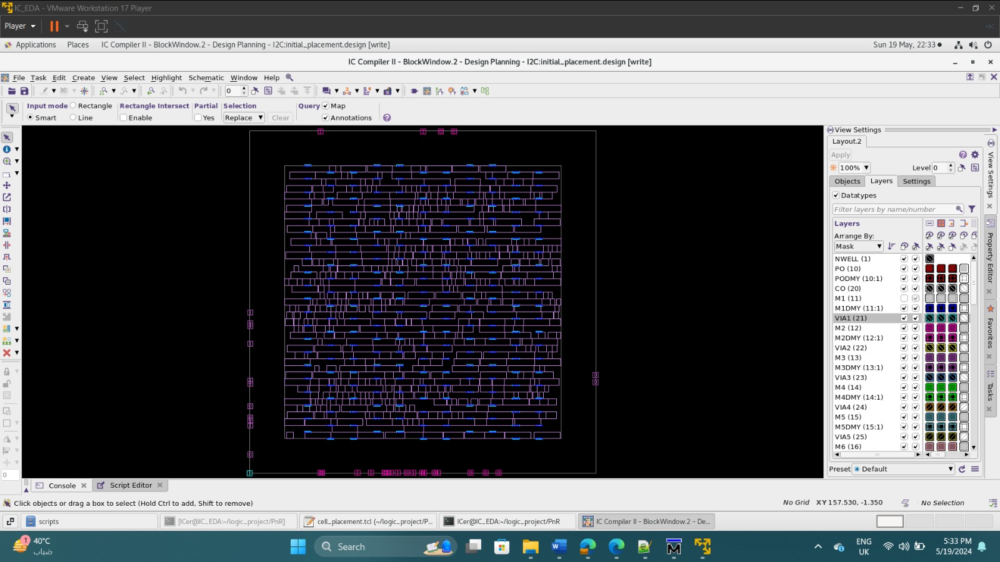 IC_EDA - VMware Workstation 17 Player
Player
Applications Places IC Compiler II - BlockWindow.2 - Design Planning - I2C:initial_placement.design [write] Sun 19 May, 22:33
IC Compiler II - BlockWindow.2 - Design Planning - I2C:initial_placement.design [write]
File Task Edit Create View Select Highlight Schematic Window Help
0
Input mode Rectangle Rectangle Intersect Partial Selection Query Map
Smart Line Enable Yes Replace Clear Annotations
View Settings
Layout.2
Apply
100% Level 0
Objects Layers Settings
Datatypes
Filter layers by name/number
Layers
Arrange By:
Mask
NWELL (1)
PO (10)
PODMY (10:1)
CO (20)
M1 (11)
M1DMY (11:1)
VIA1 (21)
M2 (12)
M2DMY (12:1)
VIA2 (22)
M3 (13)
M3DMY (13:1)
VIA3 (23)
M4 (14)
M4DMY (14:1)
VIA4 (24)
M5 (15)
M5DMY (15:1)
VIA5 (25)
M6 (16)
Preset Default
View Settings
Property Editor
Favorites
Tasks
0
Console Script Editor
Click objects or drag a box to select (Hold Ctrl to add, Shift to remove) No Grid XY 157.530, -1.350 No Selection
scripts [ICer@IC_EDA:~/logic_project/PnR] cell_placement.tcl (~/logic_project/P... ICer@IC_EDA:~/logic_project/PnR IC Compiler II - BlockWindow.2 - De...
1
40°C
ضباب
Search
ENG
UK
5:33 PM
5/19/2024